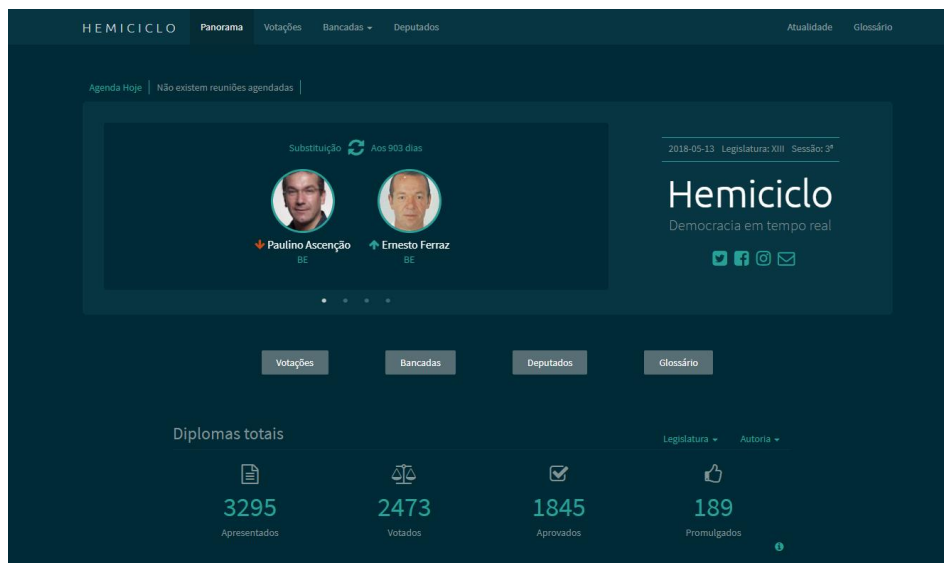 HEMICICLO Panorama Votações Bancadas Deputados Atualidade Glossário
Agenda Hoje Não existem reuniões agendadas
Substituição Aos 903 dias
Paulino Ascenção Ernesto Ferraz
BE BE
2018-05-13 Legislatura: XIII Sessão: 3ª
Hemiciclo
Democracia em tempo real
Votações Bancadas Deputados Glossário
Diplomas totais Legislatura Autoria
3295 2473 1845 189
Apresentados Votados Aprovados Promulgados